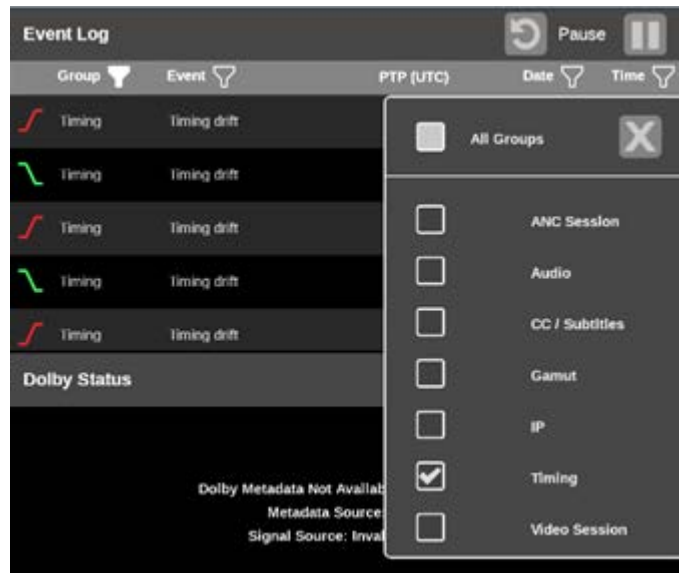 Event Log Pause
Group Event PTP (UTC) Date Time
Timing Timing drift
All Groups
Timing Timing drift
Timing Timing drift
ANC Session
Timing Timing drift
Audio
Timing Timing drift
CC / Subtitles
Dolby Status
Gamut
IP
Timing
Dolby Metadata Not Availab
Metadata Source:
Signal Source: Inval
Video Session